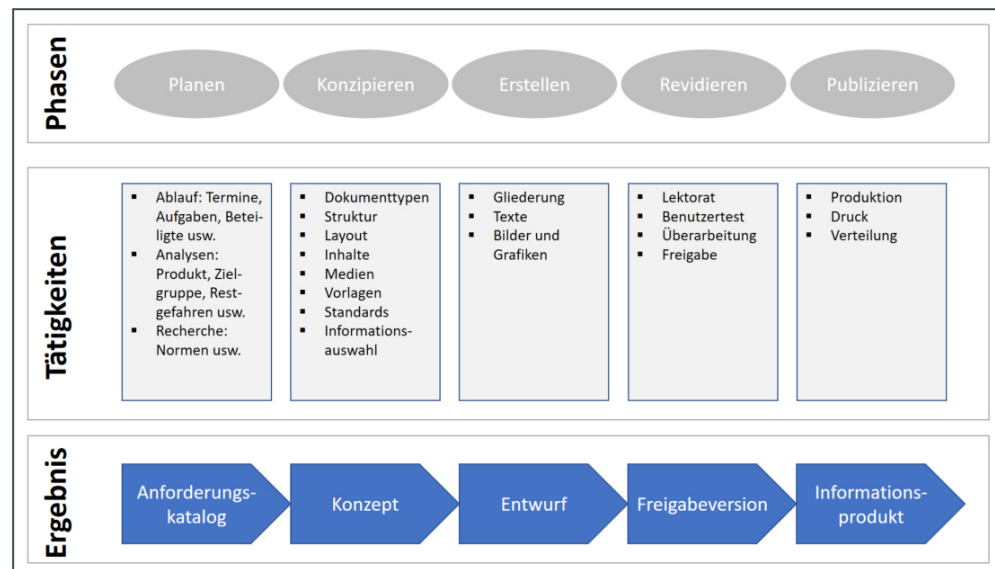 Phasen
Planen
Konzipieren
Erstellen
Revidieren
Publizieren
Tätigkeiten
▪ Ablauf: Termine,
Aufgaben, Betei-
ligte usw.
▪ Analysen:
Produkt, Ziel-
gruppe, Rest-
gefahren usw.
▪ Recherche:
Normen usw.
▪ Dokumenttypen
▪ Struktur
▪ Layout
▪ Inhalte
▪ Medien
▪ Vorlagen
▪ Standards
▪ Informations-
auswahl
▪ Gliederung
▪ Texte
▪ Bilder und
Grafiken
▪ Lektorat
▪ Benutzertest
▪ Überarbeitung
▪ Freigabe
▪ Produktion
▪ Druck
▪ Verteilung
Ergebnis
Anforderungs-
katalog
Konzept
Entwurf
Freigabeversion
Informations-
produkt